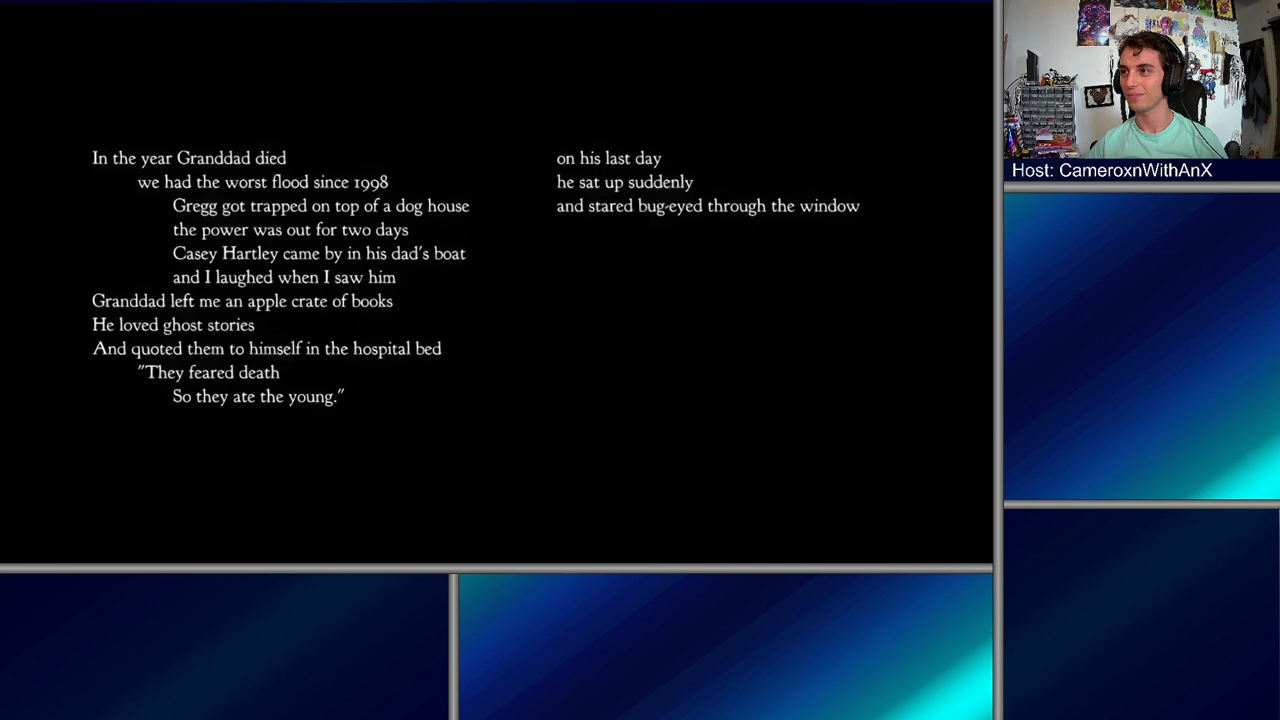 In the year Granddad died
we had the worst flood since 1998
Gregg got trapped on top of a dog house
the power was out for two days
Casey Hartley came by in his dad's boat
and I laughed when I saw him
Granddad left me an apple crate of books
He loved ghost stories
And quoted them to himself in the hospital bed
"They feared death
So they ate the young."
on his last day
he sat up suddenly
and stared bug-eyed through the window
Host: CameroxnWithAnX